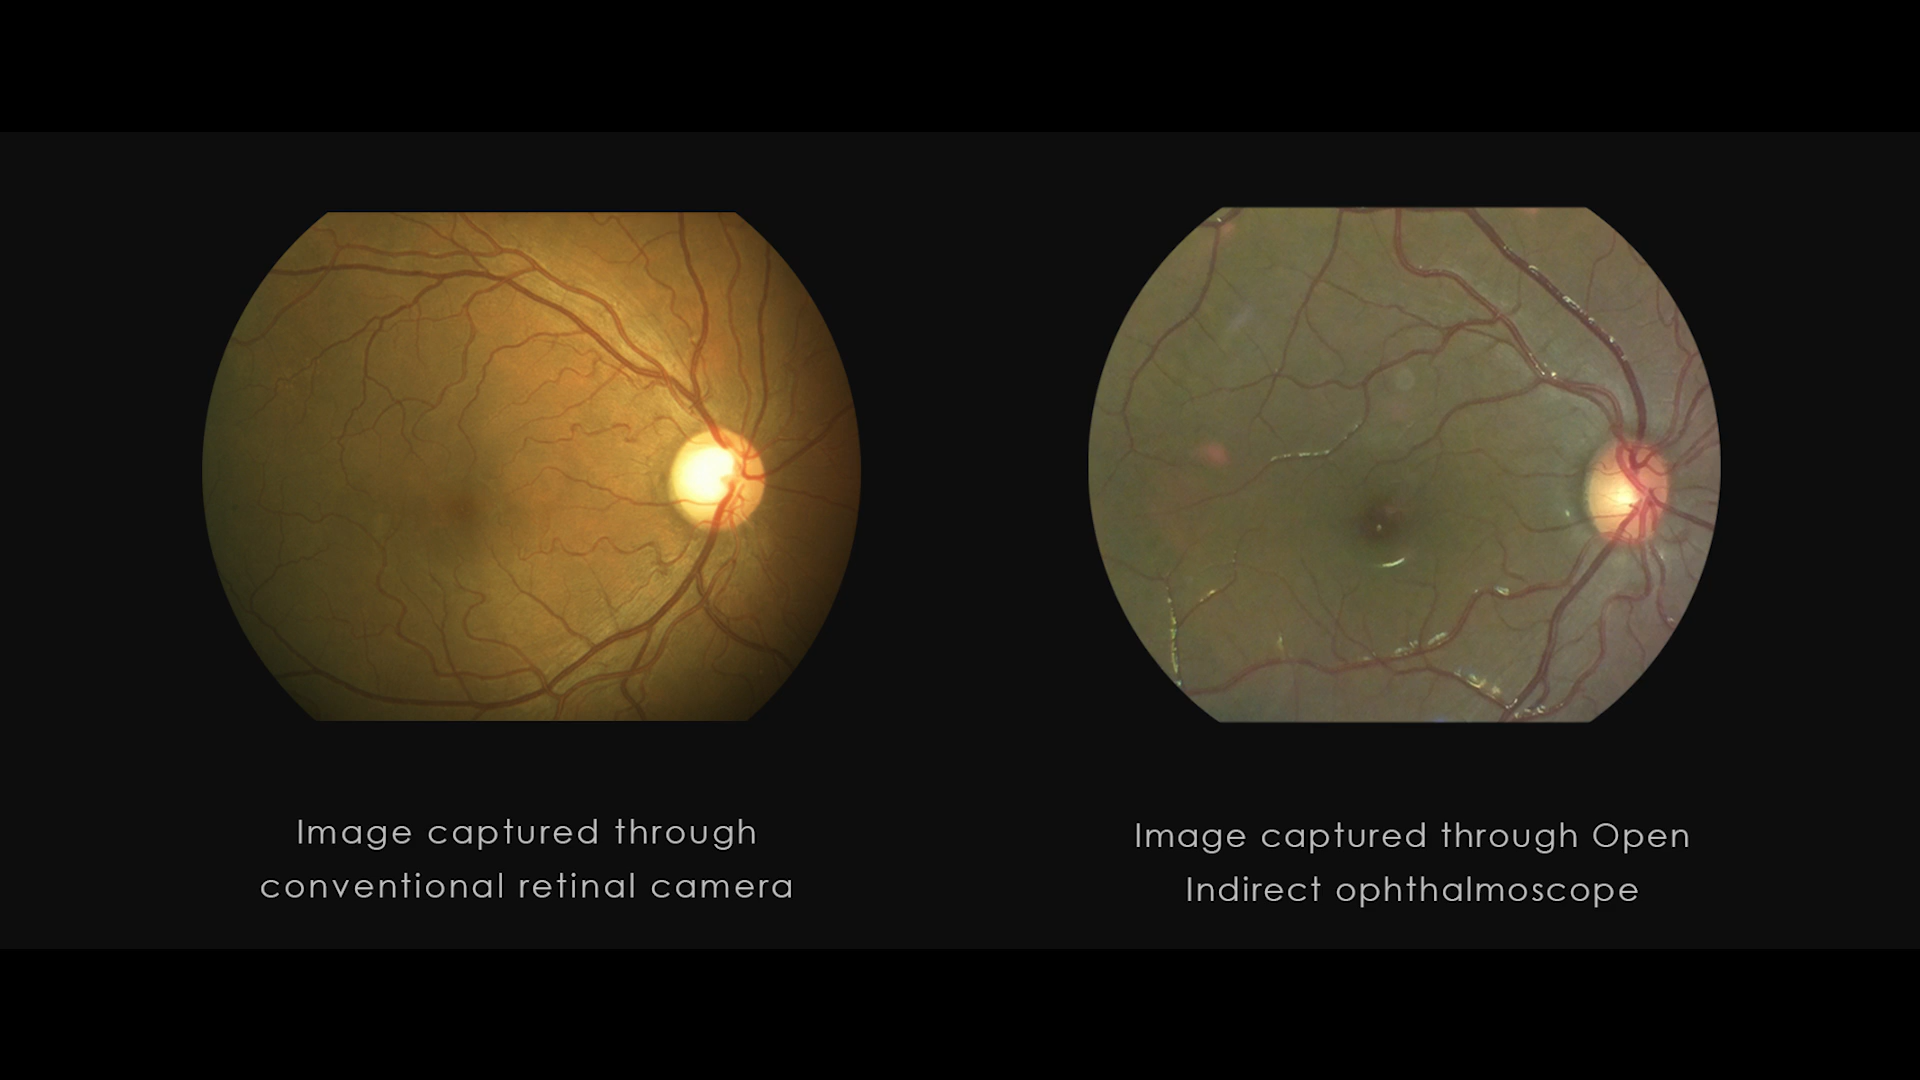 Image captured through
conventional retinal camera
Image captured through Open
Indirect ophthalmoscope